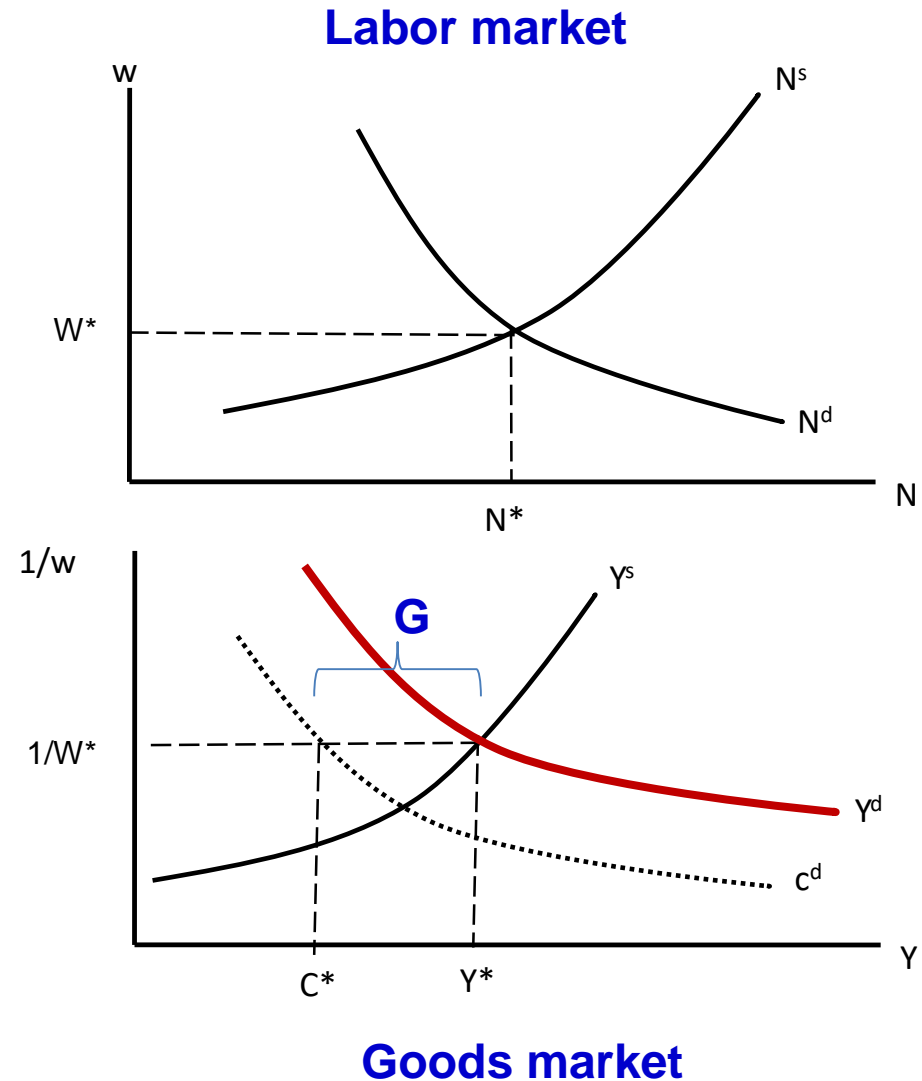 Labor market
w
Nˢ
W*
Nᵈ
N
N*
1/w
Yˢ
G
1/W*
Yᵈ
cᵈ
Y
C*
Y*
Goods market